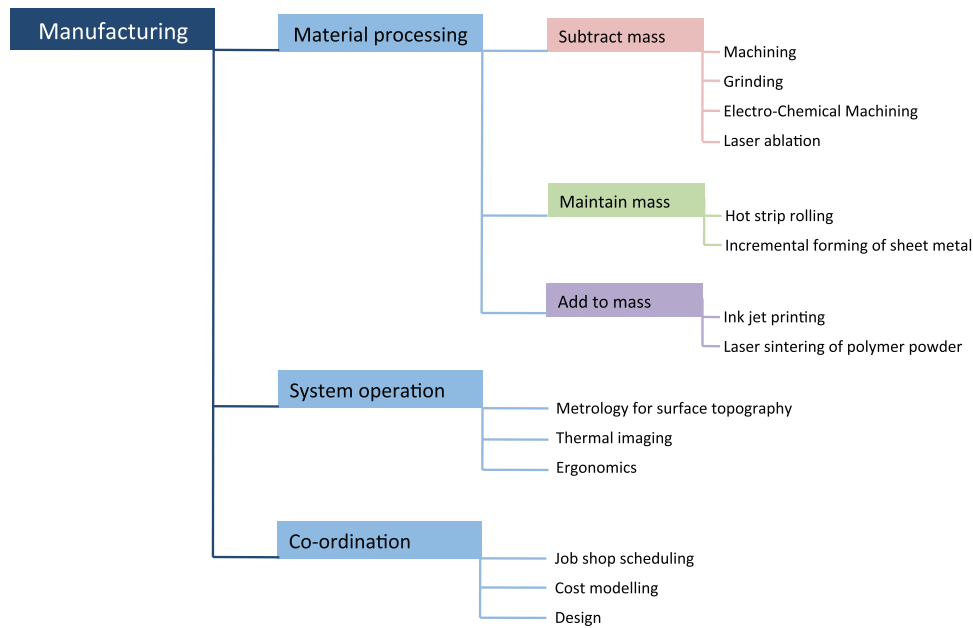 Manufacturing
Material processing
Subtract mass
Machining
Grinding
Electro-Chemical Machining
Laser ablation
Maintain mass
Hot strip rolling
Incremental forming of sheet metal
Add to mass
Ink jet printing
Laser sintering of polymer powder
System operation
Metrology for surface topography
Thermal imaging
Ergonomics
Co-ordination
Job shop scheduling
Cost modelling
Design